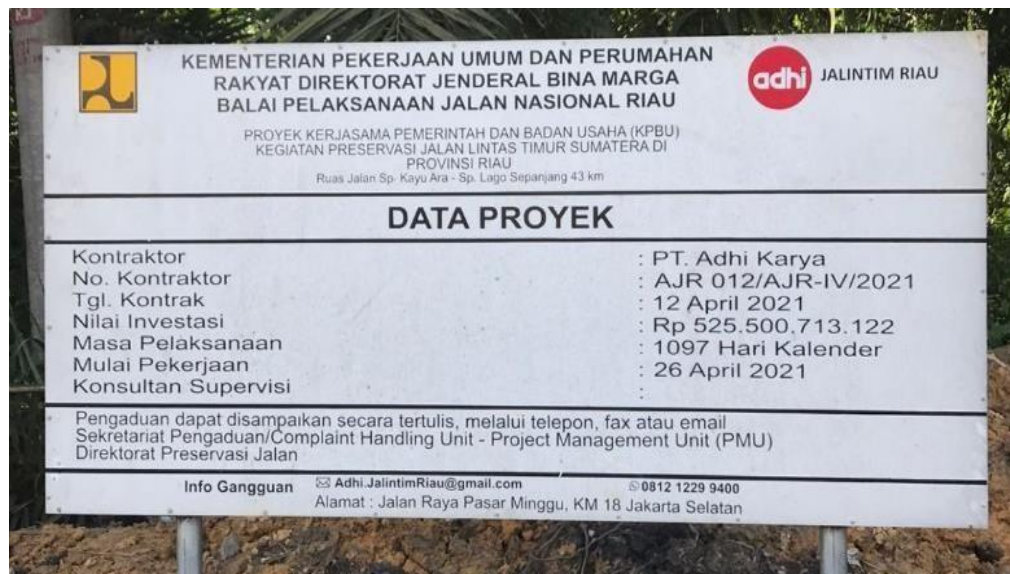 KEMENTERIAN PEKERJAAN UMUM DAN PERUMAHAN
RAKYAT DIREKTORAT JENDERAL BINA MARGA
BALAI PELAKSANAAN JALAN NASIONAL RIAU
adhi JALINTIM RIAU
PROYEK KERJASAMA PEMERINTAH DAN BADAN USAHA (KPBU)
KEGIATAN PRESERVASI JALAN LINTAS TIMUR SUMATERA DI
PROVINSI RIAU
Ruas Jalan Sp. Kayu Ara - Sp. Lago Sepanjang 43 km
DATA PROYEK
Kontraktor : PT. Adhi Karya
No. Kontraktor : AJR 012/AJR-IV/2021
Tgl. Kontrak : 12 April 2021
Nilai Investasi : Rp 525.500.713.122
Masa Pelaksanaan : 1097 Hari Kalender
Mulai Pekerjaan : 26 April 2021
Konsultan Supervisi :
Pengaduan dapat disampaikan secara tertulis, melalui telepon, fax atau email
Sekretariat Pengaduan/Complaint Handling Unit - Project Management Unit (PMU)
Direktorat Preservasi Jalan
Info Gangguan Adhi.JalintimRiau@gmail.com 0812 1229 9400
Alamat : Jalan Raya Pasar Minggu, KM 18 Jakarta Selatan